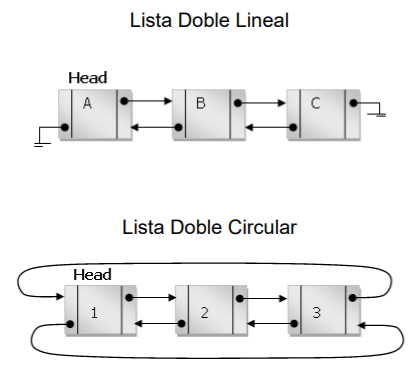 Lista Doble Lineal
Head
A B C
Lista Doble Circular
Head
1 2 3